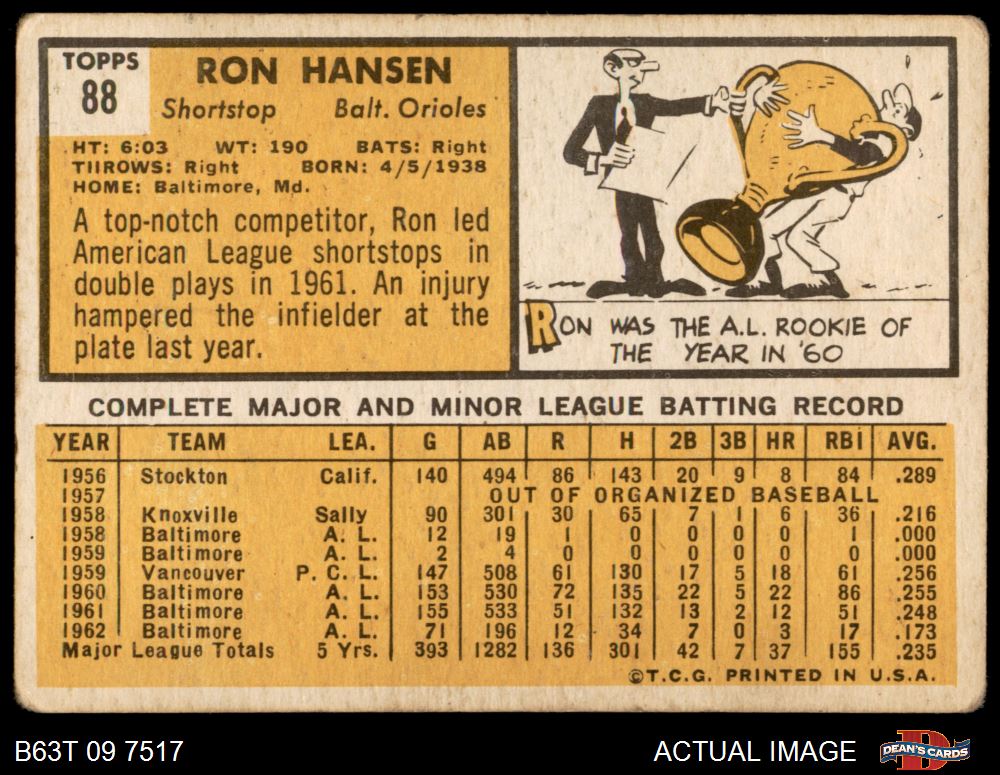 TOPPS
88
RON HANSEN
Shortstop Balt. Orioles
HT: 6:03 WT: 190 BATS: Right
THROWS: Right BORN: 4/5/1938
HOME: Baltimore, Md.
A top-notch competitor, Ron led
American League shortstops in
double plays in 1961. An injury
hampered the infielder at the
plate last year.
RON WAS THE A.L. ROOKIE OF
THE YEAR IN '60
COMPLETE MAJOR AND MINOR LEAGUE BATTING RECORD
YEAR TEAM LEA. G AB R H 2B 3B HR RBI AVG.
1956 Stockton Calif. 140 494 86 143 20 9 8 84 .289
1957 OUT OF ORGANIZED BASEBALL
1958 Knoxville Sally 90 301 30 65 7 1 6 36 .216
1958 Baltimore A. L. 12 19 1 0 0 0 0 1 .000
1959 Baltimore A. L. 2 4 0 0 0 0 0 0 .000
1959 Vancouver P. C. L. 147 508 61 130 17 5 18 61 .256
1960 Baltimore A. L. 153 530 72 135 22 5 22 86 .255
1961 Baltimore A. L. 155 533 51 132 13 2 12 51 .248
1962 Baltimore A. L. 71 196 12 34 7 0 3 17 .173
Major League Totals 5 Yrs. 393 1282 136 301 42 7 37 155 .235
©T.C.G. PRINTED IN U.S.A.
B63T 09 7517 ACTUAL IMAGE
D
DEAN'S CARDS